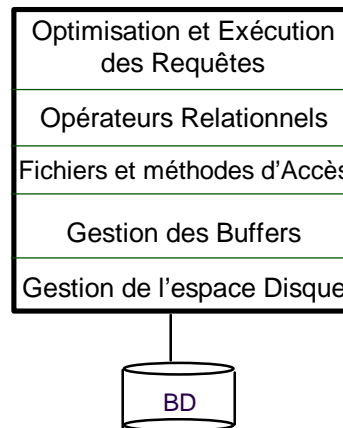 Optimisation et Exécution
des Requêtes
Opérateurs Relationnels
Fichiers et méthodes d'Accès
Gestion des Buffers
Gestion de l'espace Disque
BD